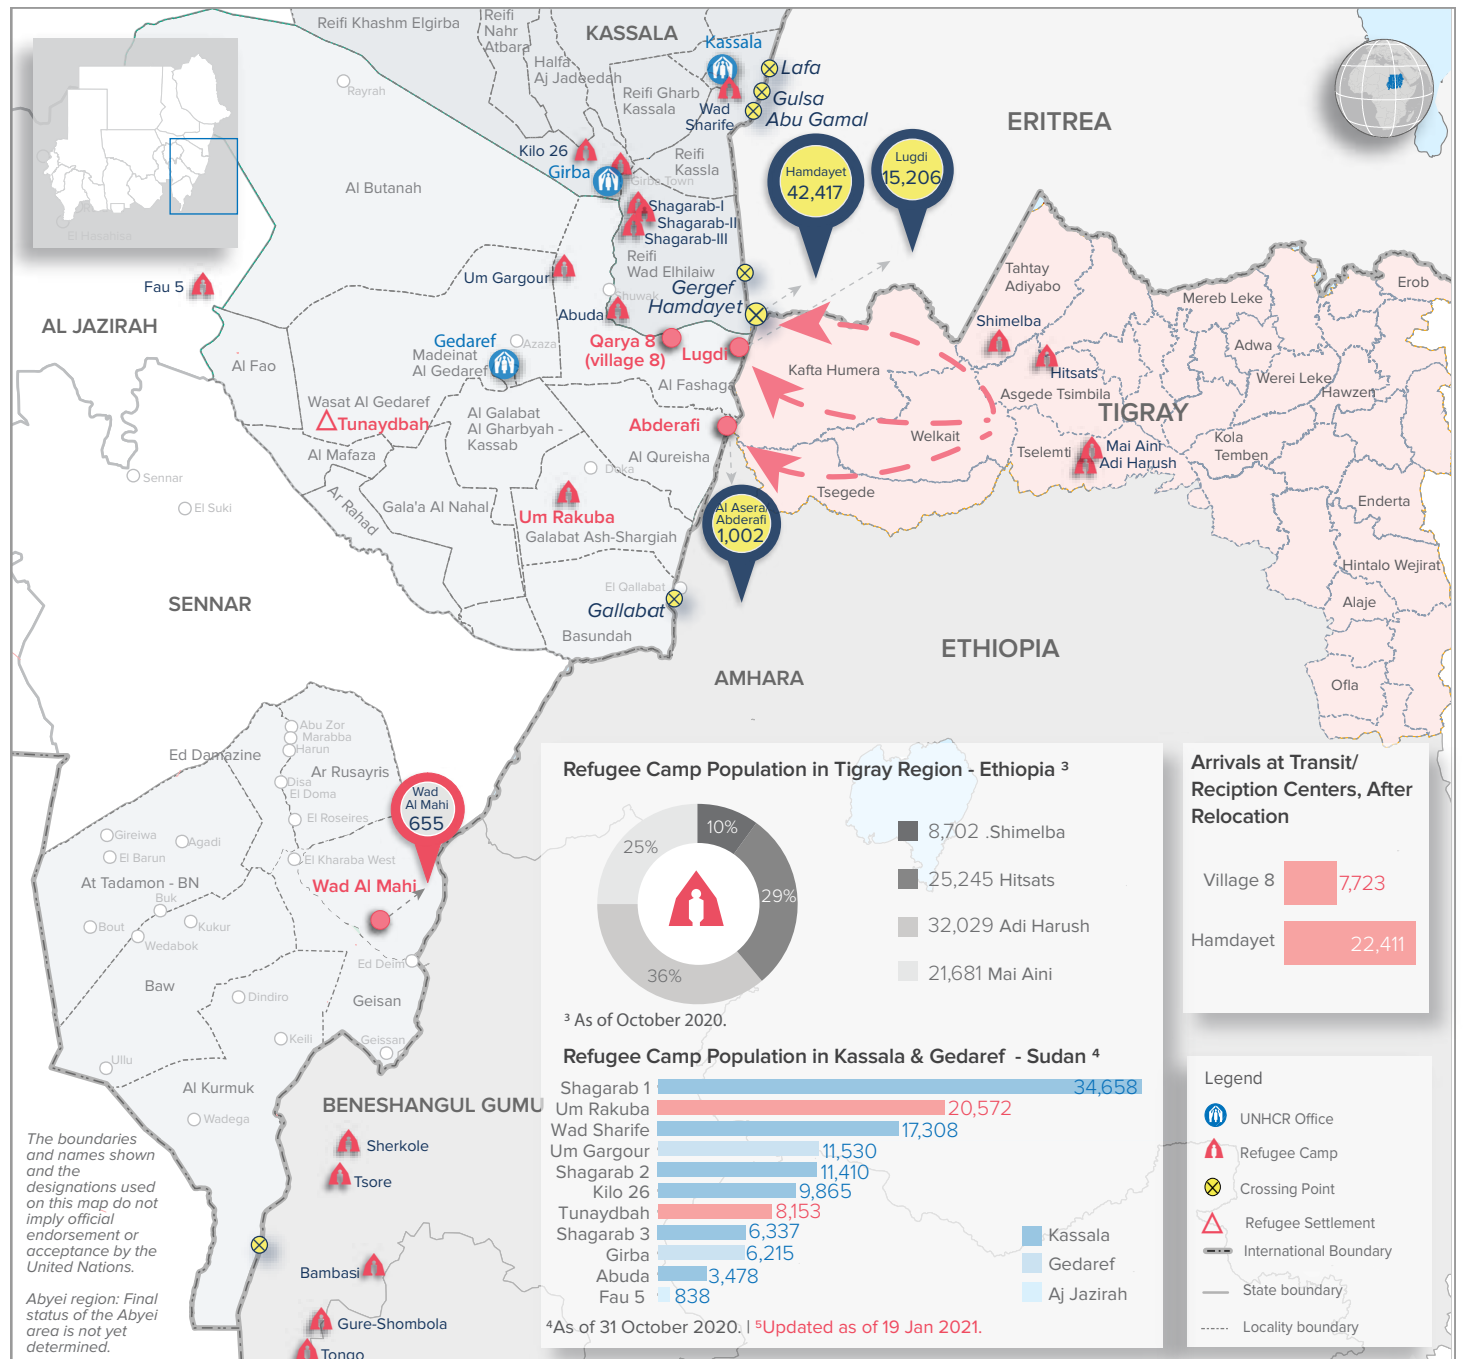 Reifi Khashm Elgirba
Reifi
Nahr
Atbara
KASSALA
Kassala
Halfa
Aj Jadeedah
Lafa
Rayrah
Reifi Gharb
Kassala
Gulsa
Wad
Sharife
Abu Gamal
ERITREA
Kilo 26
Reifi
Kassla
Girba
Girba Town
Hamdayet
42,417
Lugdi
15,206
Al Butanah
Shagarab-I
Shagarab-II
Shagarab-III
El Hasahisa
Reifi
Wad Elhilaiw
Um Gargour
Gergef
Hamdayet
Fau 5
Shuwak
Abuda
Tahtay
Adiyabo
Erob
Mereb Leke
Shimelba
AL JAZIRAH
Gedaref
Azaza
Qarya 8
(village 8)
Lugdi
Madeinat
Al Gedaref
Adwa
Al Fao
Kafta Humera
Hitsats
Werei Leke
Al Fashaga
Asgede Tsimbila
Hawzen
Wasat Al Gedaref
Tunaydbah
Al Galabat
Al Gharbyah -
Kassab
TIGRAY
Abderafi
Welkait
Kola
Temben
Al Mafaza
Al Qureisha
Tselemti
Mai Aini
Adi Harush
Doka
Sennar
Ar Rahad
Tsegede
Enderta
El Suki
Gala'a Al Nahal
Um Rakuba
Al Asera/
Abderafi
1,002
Galabat Ash-Shargiah
Hintalo Wejirat
El Qallabat
SENNAR
Gallabat
Alaje
Basundah
ETHIOPIA
AMHARA
Ofla
Abu Zor
Marabba
Harun
Ed Damazine
Ar Rusayris
Disa
El Doma
Wad
Al Mahi
655
El Roseires
Gireiwa
Agadi
El Barun
El Kharaba West
At Tadamon - BN
Wad Al Mahi
Buk
Bout
Kukur
Wedabok
Ed Deim
Baw
Dindiro
Geisan
Keili
Geissan
Ullu
Al Kurmuk
Wadega
BENESHANGUL GUMU
Sherkole
Tsore
Bambasi
Gure-Shombola
Tongo
The boundaries
and names shown
and the
designations used
on this map do not
imply official
endorsement or
acceptance by the
United Nations.
Abyei region: Final
status of the Abyei
area is not yet
determined.
Refugee Camp Population in Tigray Region - Ethiopia ³
10%
25%
29%
36%
8,702 .Shimelba
25,245 Hitsats
32,029 Adi Harush
21,681 Mai Aini
³ As of October 2020.
Refugee Camp Population in Kassala & Gedaref - Sudan ⁴
Shagarab 1 34,658
Um Rakuba 20,572
Wad Sharife 17,308
Um Gargour 11,530
Shagarab 2 11,410
Kilo 26 9,865
Tunaydbah 8,153
Shagarab 3 6,337
Girba 6,215
Abuda 3,478
Fau 5 838
Kassala
Gedaref
Aj Jazirah
⁴As of 31 October 2020. | ⁵Updated as of 19 Jan 2021.
Arrivals at Transit/
Reciption Centers, After
Relocation
Village 8 7,723
Hamdayet 22,411
Legend
UNHCR Office
Refugee Camp
Crossing Point
Refugee Settlement
International Boundary
State boundary
Locality boundary